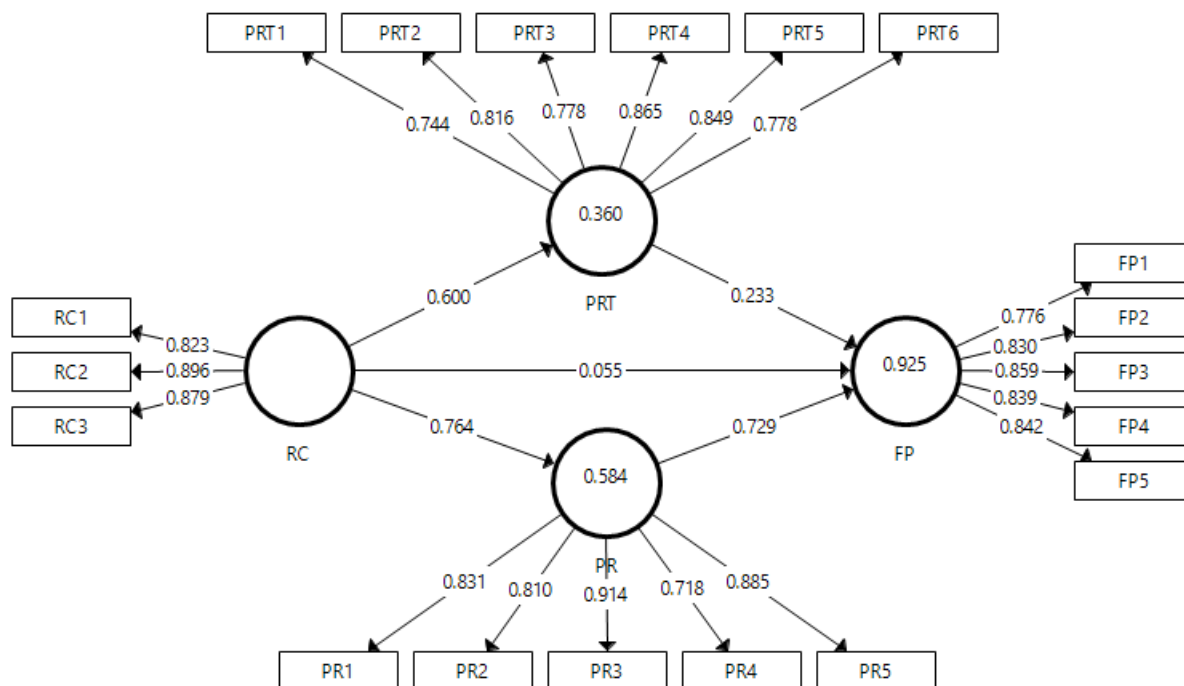 PRT1 PRT2 PRT3 PRT4 PRT5 PRT6
0.744 0.816 0.778 0.865 0.849 0.778
0.360
PRT
0.600 0.233
RC1 RC2 RC3
0.823 0.896 0.879
RC
0.055
0.764 0.729
0.925
FP
0.776 0.830 0.859 0.839 0.842
FP1 FP2 FP3 FP4 FP5
0.584
PR
0.831 0.810 0.914 0.718 0.885
PR1 PR2 PR3 PR4 PR5